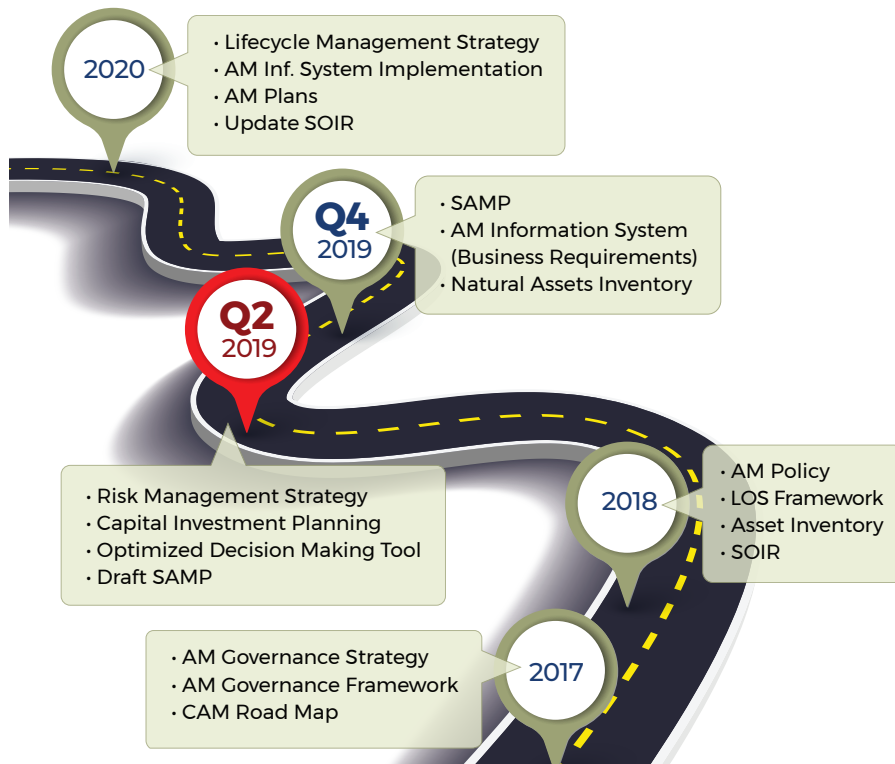 2020
· Lifecycle Management Strategy
· AM Inf. System Implementation
· AM Plans
· Update SOIR
Q4
2019
· SAMP
· AM Information System
(Business Requirements)
· Natural Assets Inventory
Q2
2019
· Risk Management Strategy
· Capital Investment Planning
· Optimized Decision Making Tool
· Draft SAMP
2018
· AM Policy
· LOS Framework
· Asset Inventory
· SOIR
2017
· AM Governance Strategy
· AM Governance Framework
· CAM Road Map